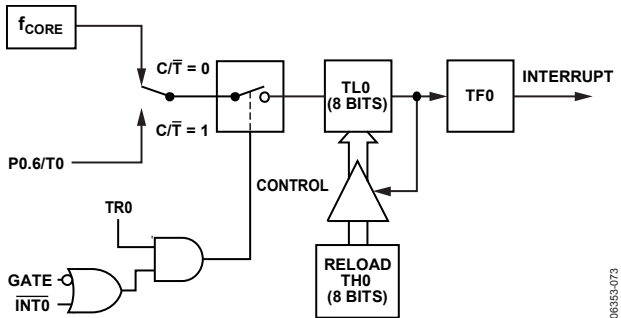 fCORE
C/T̅ = 0
C/T̅ = 1
P0.6/T0
TL0
(8 BITS)
TF0
INTERRUPT
CONTROL
TR0
GATE
I̅N̅T̅0̅
RELOAD
TH0
(8 BITS)
06353-073